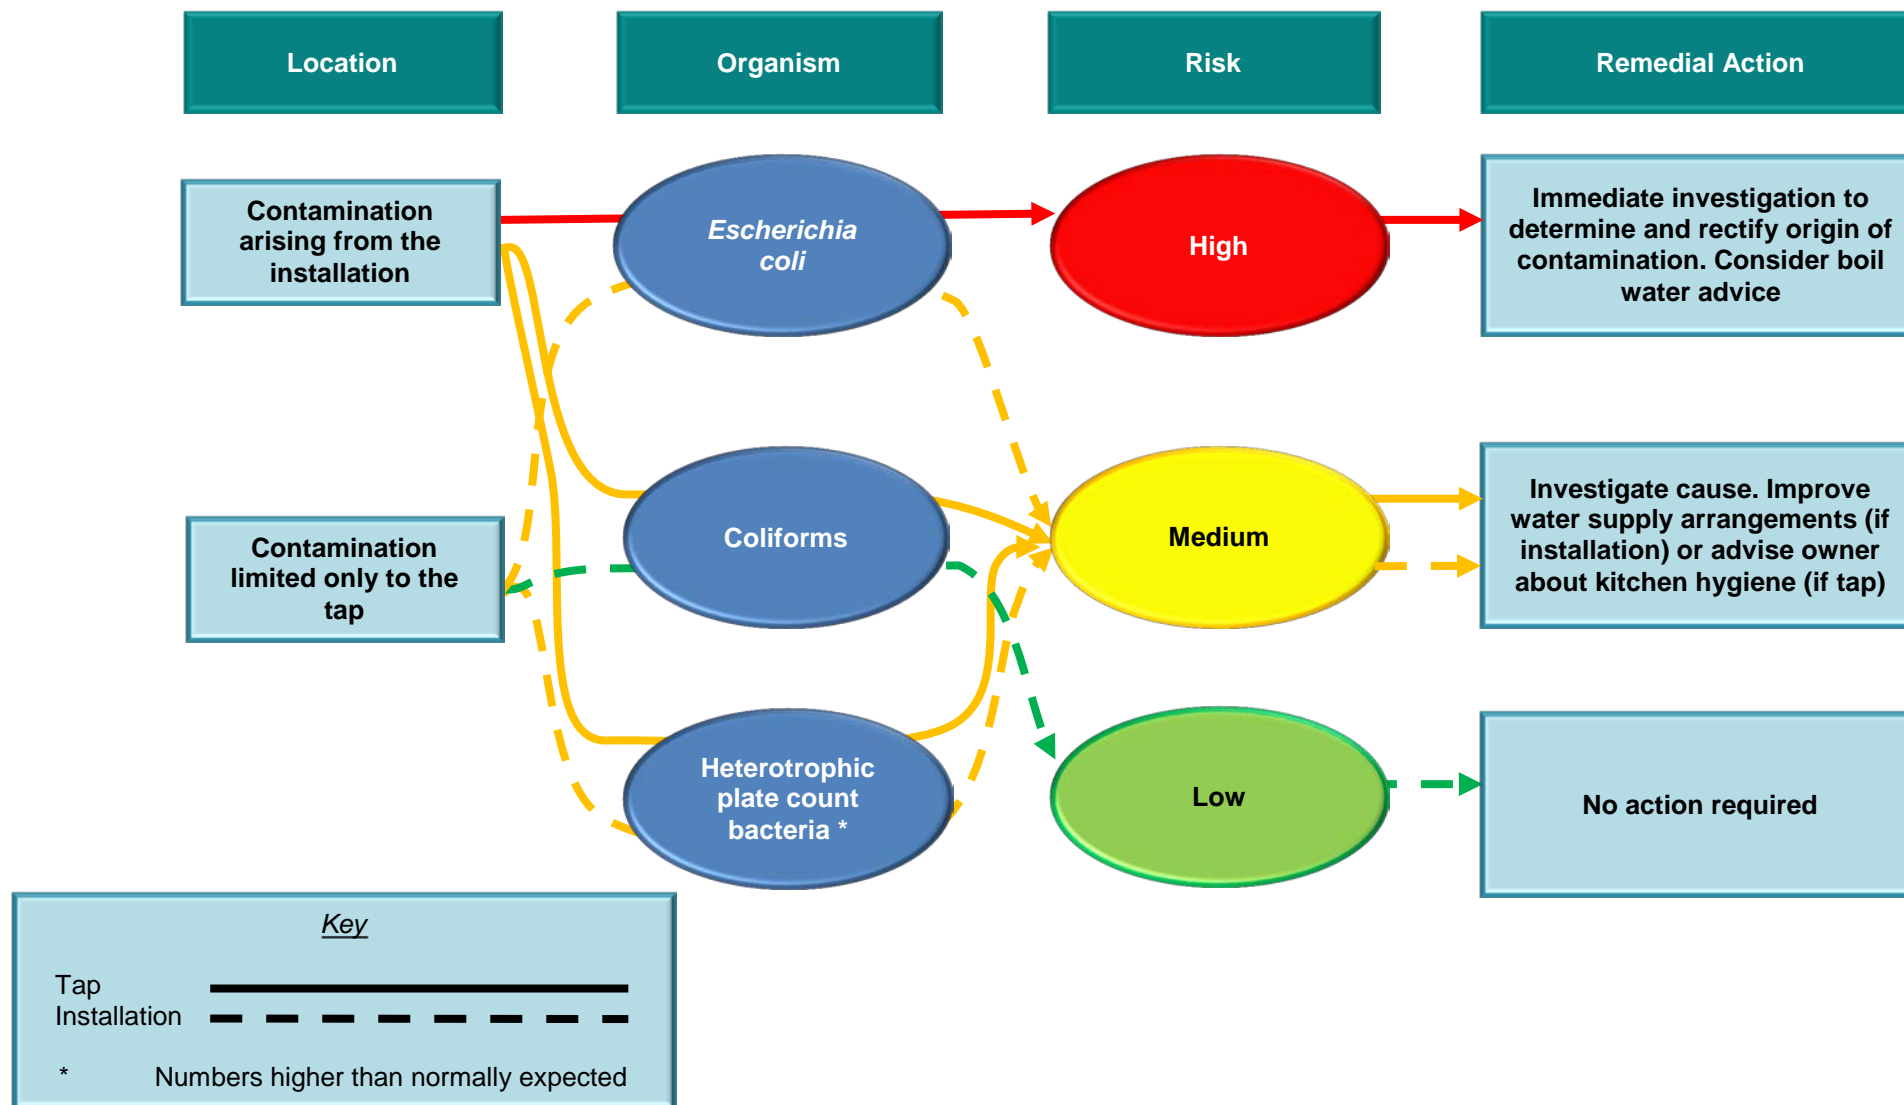 Location
Organism
Risk
Remedial Action
Contamination
arising from the
installation
Escherichia
coli
High
Immediate investigation to
determine and rectify origin of
contamination. Consider boil
water advice
Contamination
limited only to the
tap
Coliforms
Medium
Investigate cause. Improve
water supply arrangements (if
installation) or advise owner
about kitchen hygiene (if tap)
Heterotrophic
plate count
bacteria *
Low
No action required
Key
Tap
Installation
* Numbers higher than normally expected